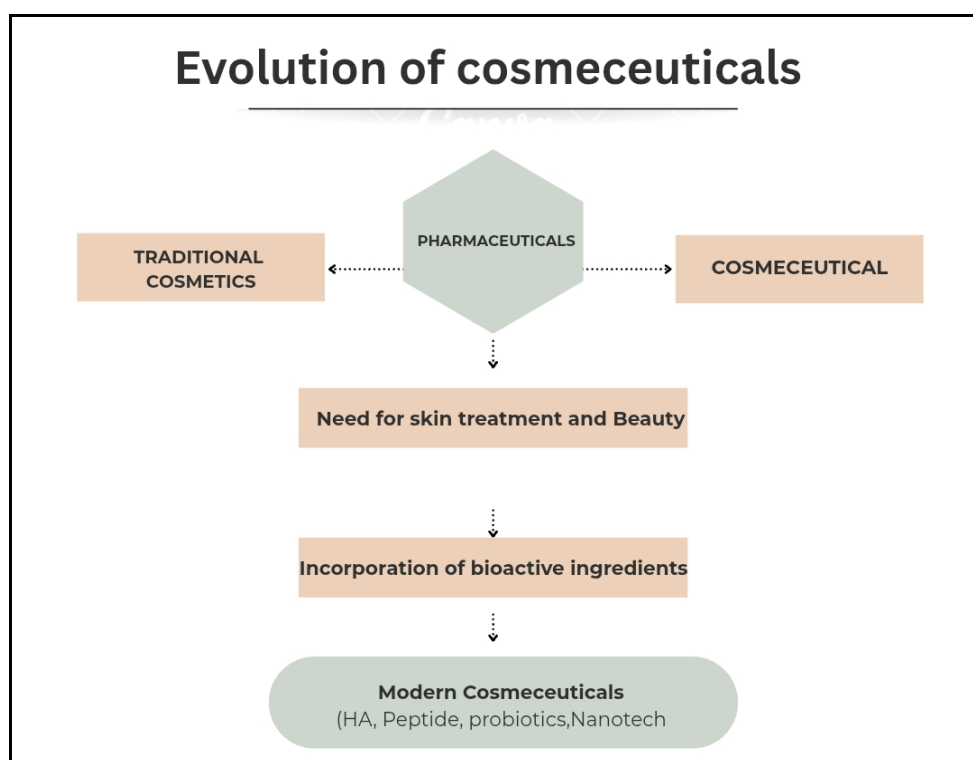 Evolution of cosmeceuticals
PHARMACEUTICALS
TRADITIONAL
COSMETICS
COSMECEUTICAL
Need for skin treatment and Beauty
Incorporation of bioactive ingredients
Modern Cosmeceuticals
(HA, Peptide, probiotics,Nanotech